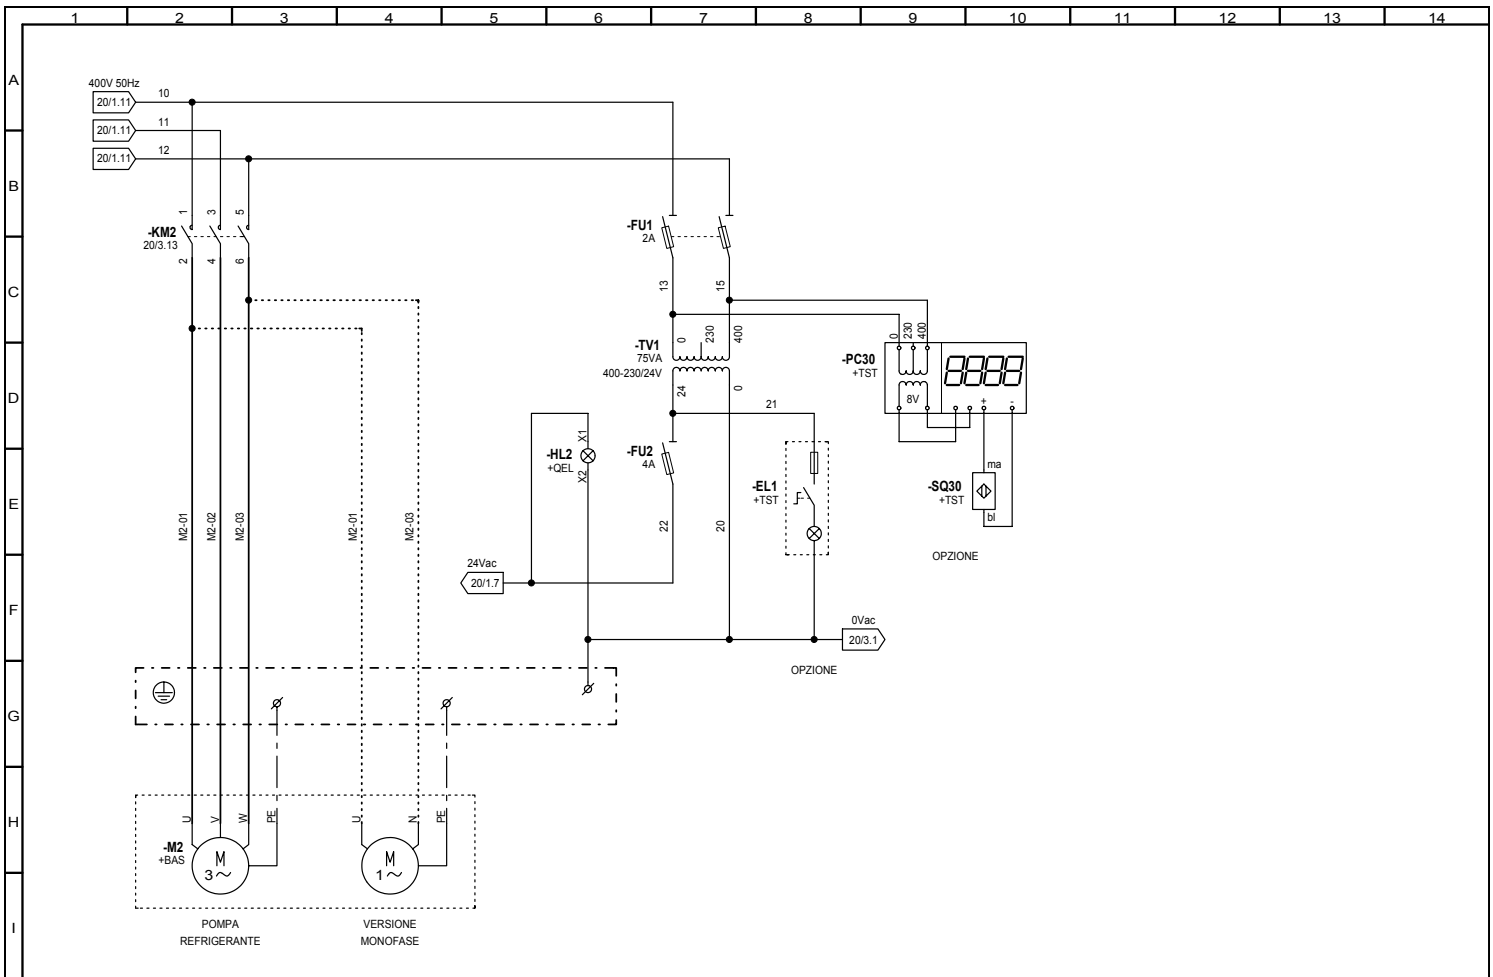 1 2 3 4 5 6 7 8 9 10 11 12 13 14
A
B
C
D
E
F
G
H
I
400V 50Hz
20/1.11
10
20/1.11
11
20/1.11
12
1
3
5
-KM2
20/3.13
2
4
6
-FU1
2A
13
15
0
230
400
-TV1
75VA
400-230/24V
24
0
0
230
400
-PC30
+TST
8888
8V
+
-
21
X1
-HL2
+QEL
X2
-FU2
4A
-EL1
+TST
ma
-SQ30
+TST
bl
OPZIONE
M2-01
M2-02
M2-03
M2-01
M2-03
22
20
24Vac
20/1.7
0Vac
20/3.1
OPZIONE
U
V
W
PE
U
N
PE
-M2
+BAS
M
3~
M
1~
POMPA
REFRIGERANTE
VERSIONE
MONOFASE